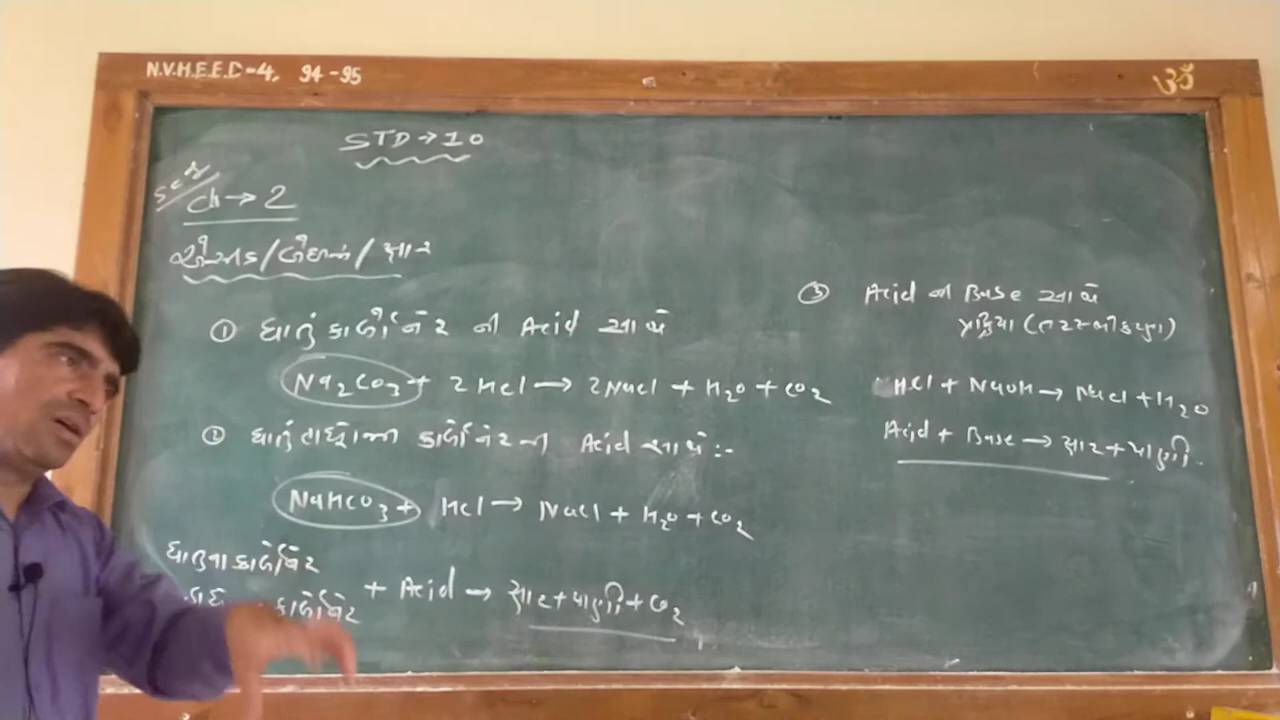 N.V.H.E.E.D-4, 94-95
ૐ
STD → 10
Sci
Ch → 2
એસિડ / બેઇઝ / ક્ષાર
① ધાતુ કાર્બોનેટ ની Acid સાથે
Na₂CO₃ + 2HCl → 2NaCl + H₂O + CO₂
② ધાતુ હાઇડ્રોજન કાર્બોનેટ ની Acid સાથે :-
NaHCO₃ + HCl → NaCl + H₂O + CO₂
ધાતુના કાર્બોનેટ
કાર્બોનેટ + Acid → ક્ષાર + પાણી + CO₂
③ Acid ની Base સાથે
પ્રક્રિયા (તટસ્થીકરણ)
HCl + NaOH → NaCl + H₂O
Acid + Base → ક્ષાર + પાણી.